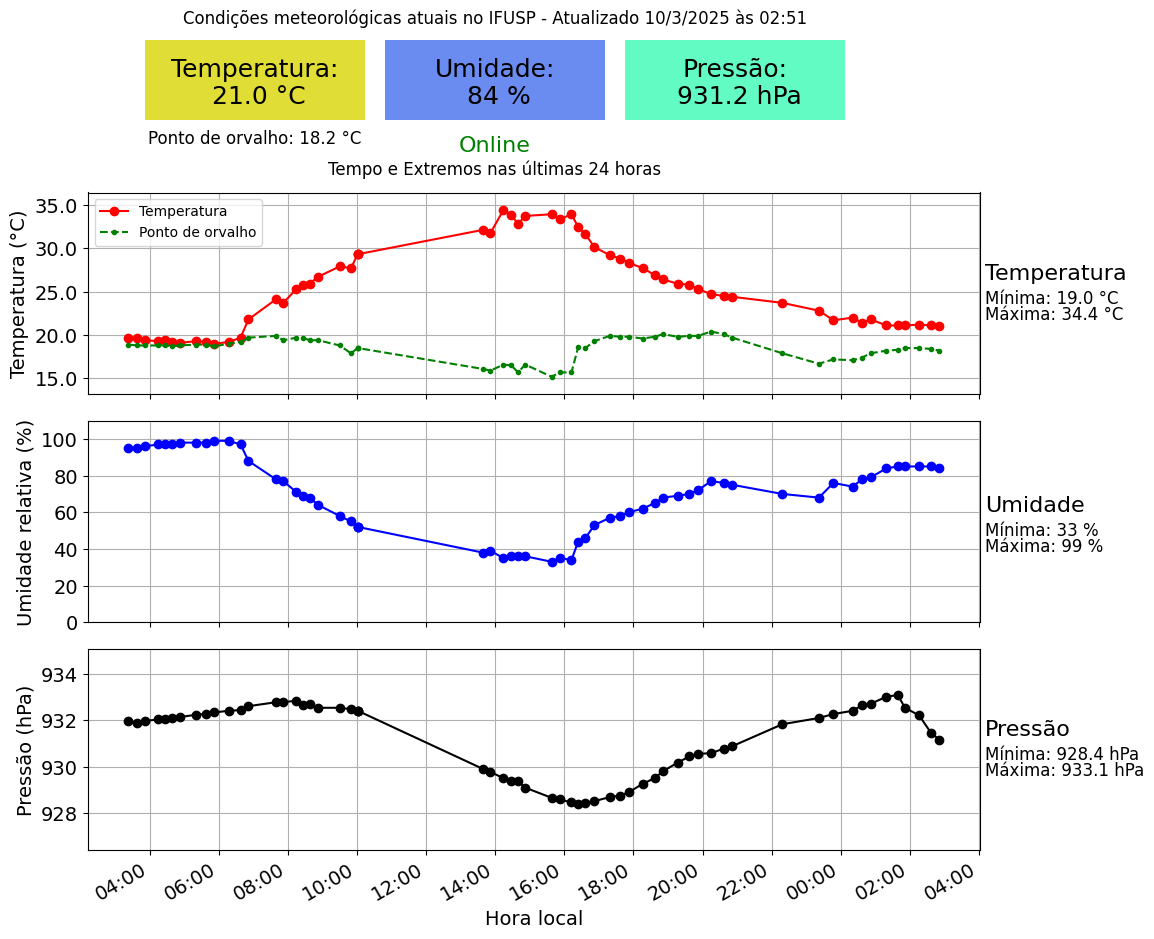 Condições meteorológicas atuais no IFUSP - Atualizado 10/3/2025 às 02:51
Temperatura:
21.0 °C
Umidade:
84 %
Pressão:
931.2 hPa
Ponto de orvalho: 18.2 °C
Online
Tempo e Extremos nas últimas 24 horas
Temperatura (°C)
35.0
30.0
25.0
20.0
15.0
Temperatura
Ponto de orvalho
Temperatura
Mínima: 19.0 °C
Máxima: 34.4 °C
Umidade relativa (%)
100
80
60
40
20
0
Umidade
Mínima: 33 %
Máxima: 99 %
Pressão (hPa)
934
932
930
928
Pressão
Mínima: 928.4 hPa
Máxima: 933.1 hPa
04:00 06:00 08:00 10:00 12:00 14:00 16:00 18:00 20:00 22:00 00:00 02:00 04:00
Hora local